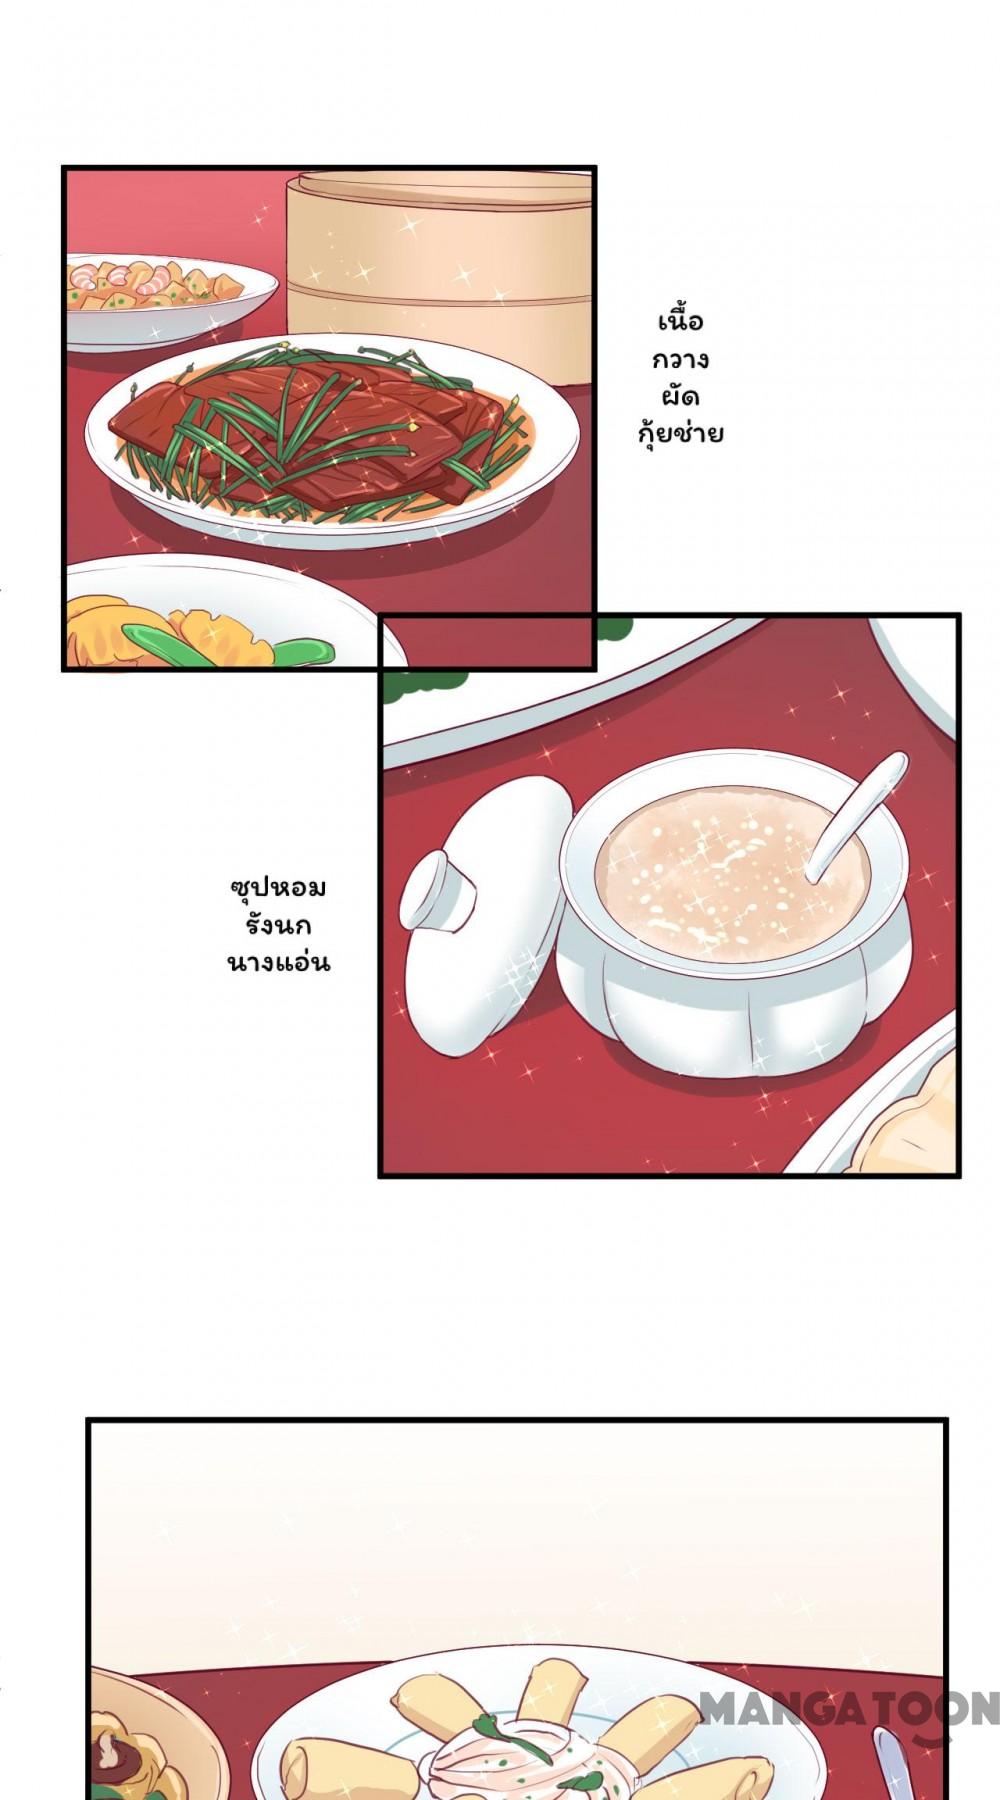 เนื้อ
กวาง
ผัด
กุ้ยช่าย
ซุปหอม
รังนก
นางแอ่น
MANGATOON